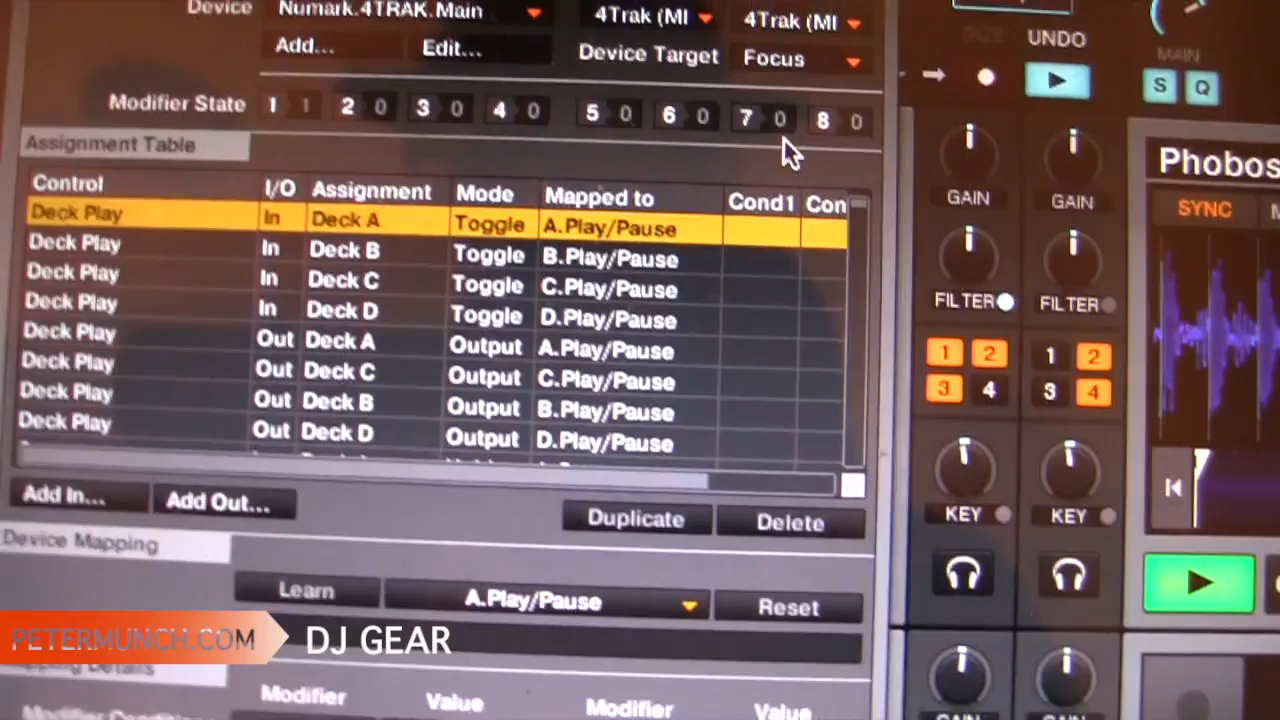 Device Numark.4TRAK.Main 4Trak (MI 4Trak (MI
Add... Edit... Device Target Focus
Modifier State 1 1 2 0 3 0 4 0 5 0 6 0 7 0 8 0
Assignment Table
Control I/O Assignment Mode Mapped to Cond1 Con
Deck Play In Deck A Toggle A.Play/Pause
Deck Play In Deck B Toggle B.Play/Pause
Deck Play In Deck C Toggle C.Play/Pause
Deck Play In Deck D Toggle D.Play/Pause
Deck Play Out Deck A Output A.Play/Pause
Deck Play Out Deck C Output C.Play/Pause
Deck Play Out Deck B Output B.Play/Pause
Deck Play Out Deck D Output D.Play/Pause
Add In... Add Out... Duplicate Delete
Device Mapping
Learn A.Play/Pause Reset
PETERMUNCH.COM DJ GEAR
Modifier Value Modifier Value
SIZE UNDO MAIN
S Q
GAIN GAIN
FILTER FILTER
1 2 1 2
3 4 3 4
KEY KEY
GAIN GAIN
Phobos
SYNC M